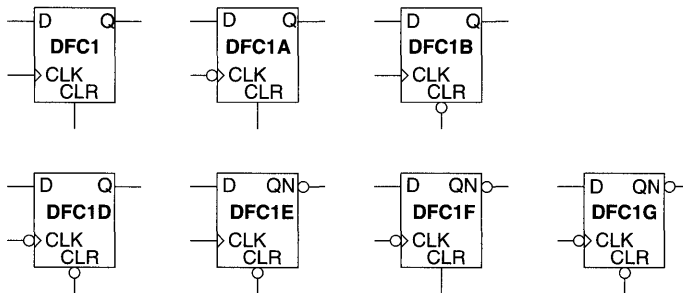 D Q
DFC1
CLK
CLR
D Q
DFC1A
CLK
CLR
D Q
DFC1B
CLK
CLR
D Q
DFC1D
CLK
CLR
D QN
DFC1E
CLK
CLR
D QN
DFC1F
CLK
CLR
D QN
DFC1G
CLK
CLR